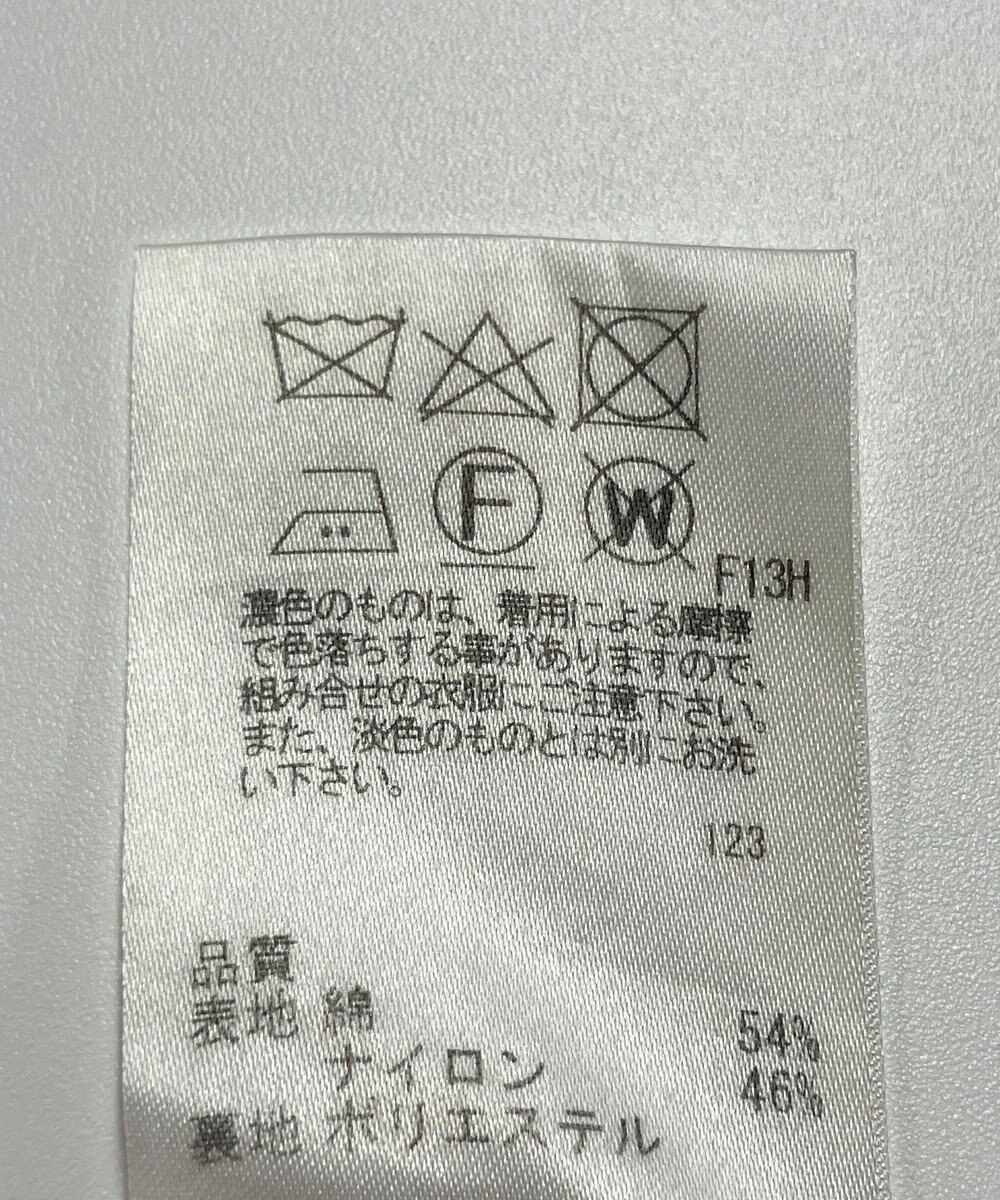 F
W
F13H
濃色のものは、着用による摩擦
で色落ちする事がありますので、
組み合せの衣服にご注意下さい。
また、淡色のものとは別にお洗
い下さい。
123
品質
表地 綿 54%
ナイロン 46%
裏地 ポリエステル